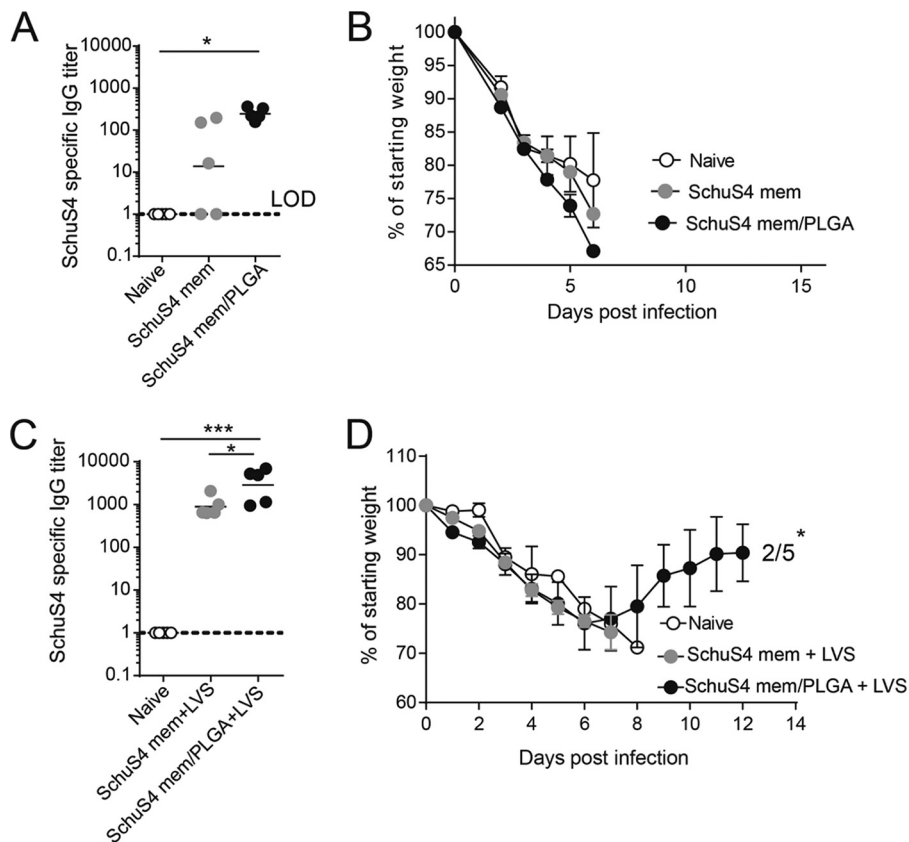 A
*
10000
1000
100
10
1
0.1
SchuS4 specific IgG titer
LOD
Naive
SchuS4 mem
SchuS4 mem/PLGA
B
100
95
90
85
80
75
70
65
% of starting weight
0
5
10
15
Days post infection
Naive
SchuS4 mem
SchuS4 mem/PLGA
C
***
*
10000
1000
100
10
1
0.1
SchuS4 specific IgG titer
Naive
SchuS4 mem+LVS
SchuS4 mem/PLGA+LVS
D
110
100
90
80
70
60
% of starting weight
0
2
4
6
8
10
12
14
Days post infection
2/5*
Naive
SchuS4 mem + LVS
SchuS4 mem/PLGA + LVS